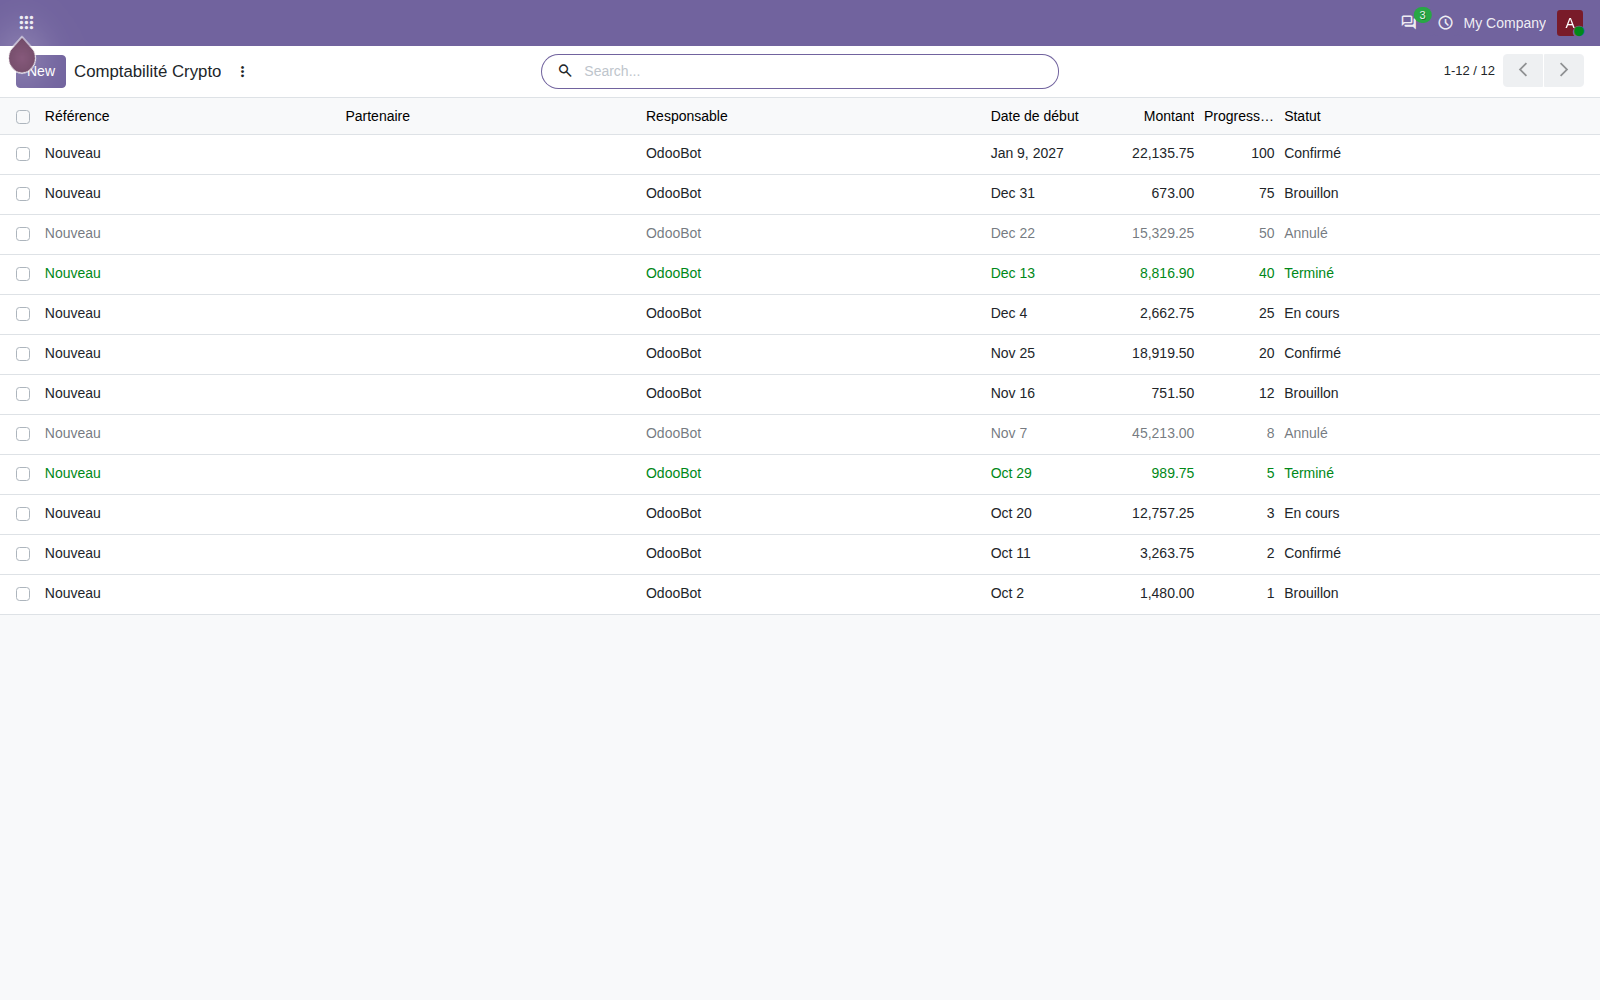 3 My Company A
New Comptabilité Crypto Search... 1-12 / 12
Référence Partenaire Responsable Date de début Montant Progress... Statut
Nouveau OdooBot Jan 9, 2027 22,135.75 100 Confirmé
Nouveau OdooBot Dec 31 673.00 75 Brouillon
Nouveau OdooBot Dec 22 15,329.25 50 Annulé
Nouveau OdooBot Dec 13 8,816.90 40 Terminé
Nouveau OdooBot Dec 4 2,662.75 25 En cours
Nouveau OdooBot Nov 25 18,919.50 20 Confirmé
Nouveau OdooBot Nov 16 751.50 12 Brouillon
Nouveau OdooBot Nov 7 45,213.00 8 Annulé
Nouveau OdooBot Oct 29 989.75 5 Terminé
Nouveau OdooBot Oct 20 12,757.25 3 En cours
Nouveau OdooBot Oct 11 3,263.75 2 Confirmé
Nouveau OdooBot Oct 2 1,480.00 1 Brouillon